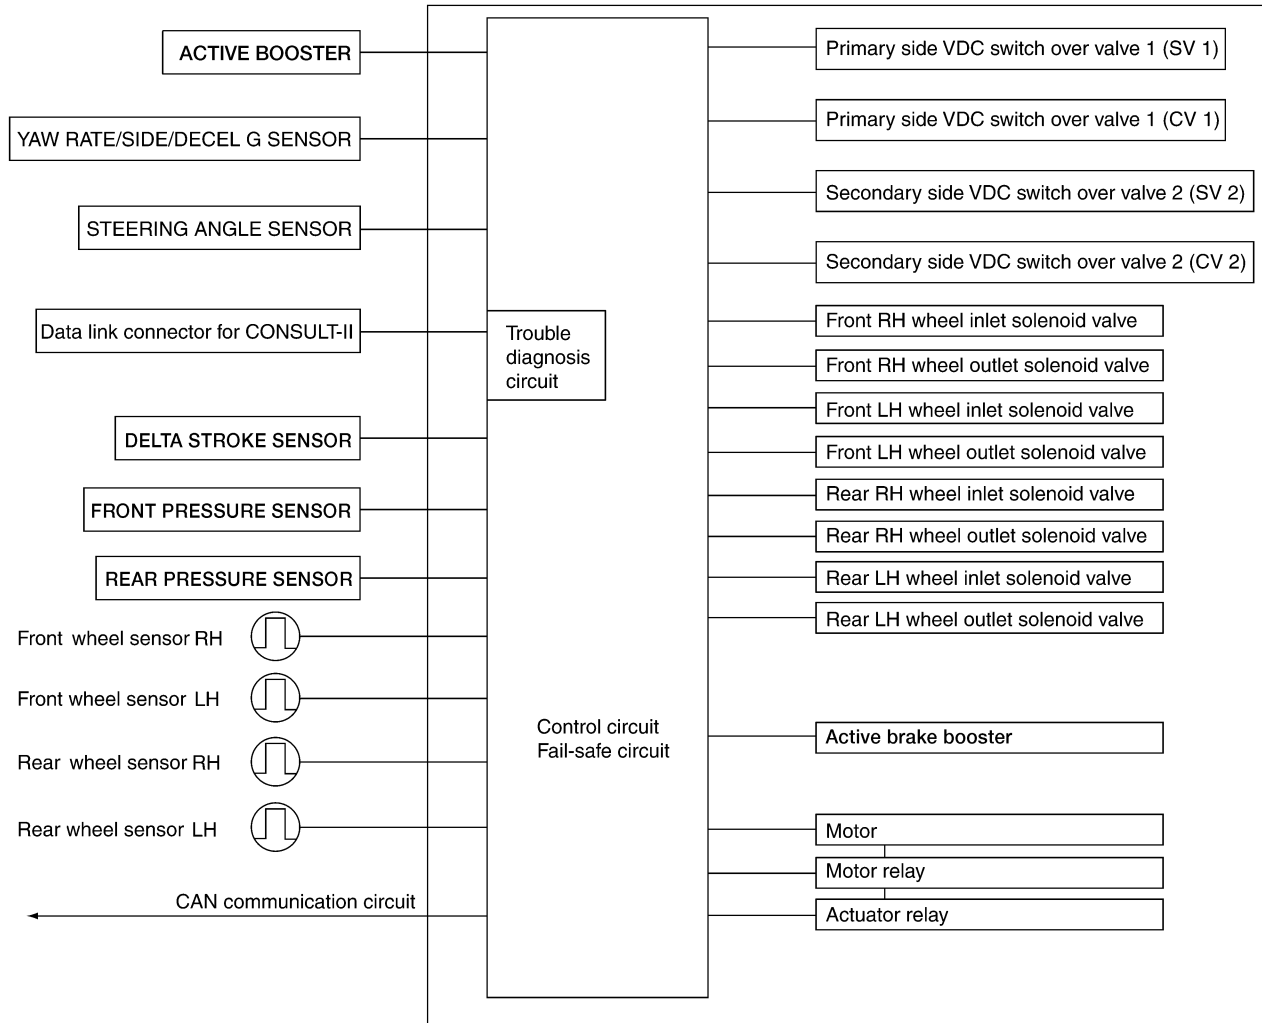 ACTIVE BOOSTER
YAW RATE/SIDE/DECEL G SENSOR
STEERING ANGLE SENSOR
Data link connector for CONSULT-II
DELTA STROKE SENSOR
FRONT PRESSURE SENSOR
REAR PRESSURE SENSOR
Front wheel sensor RH
Front wheel sensor LH
Rear wheel sensor RH
Rear wheel sensor LH
CAN communication circuit
Trouble
diagnosis
circuit
Control circuit
Fail-safe circuit
Primary side VDC switch over valve 1 (SV 1)
Primary side VDC switch over valve 1 (CV 1)
Secondary side VDC switch over valve 2 (SV 2)
Secondary side VDC switch over valve 2 (CV 2)
Front RH wheel inlet solenoid valve
Front RH wheel outlet solenoid valve
Front LH wheel inlet solenoid valve
Front LH wheel outlet solenoid valve
Rear RH wheel inlet solenoid valve
Rear RH wheel outlet solenoid valve
Rear LH wheel inlet solenoid valve
Rear LH wheel outlet solenoid valve
Active brake booster
Motor
Motor relay
Actuator relay